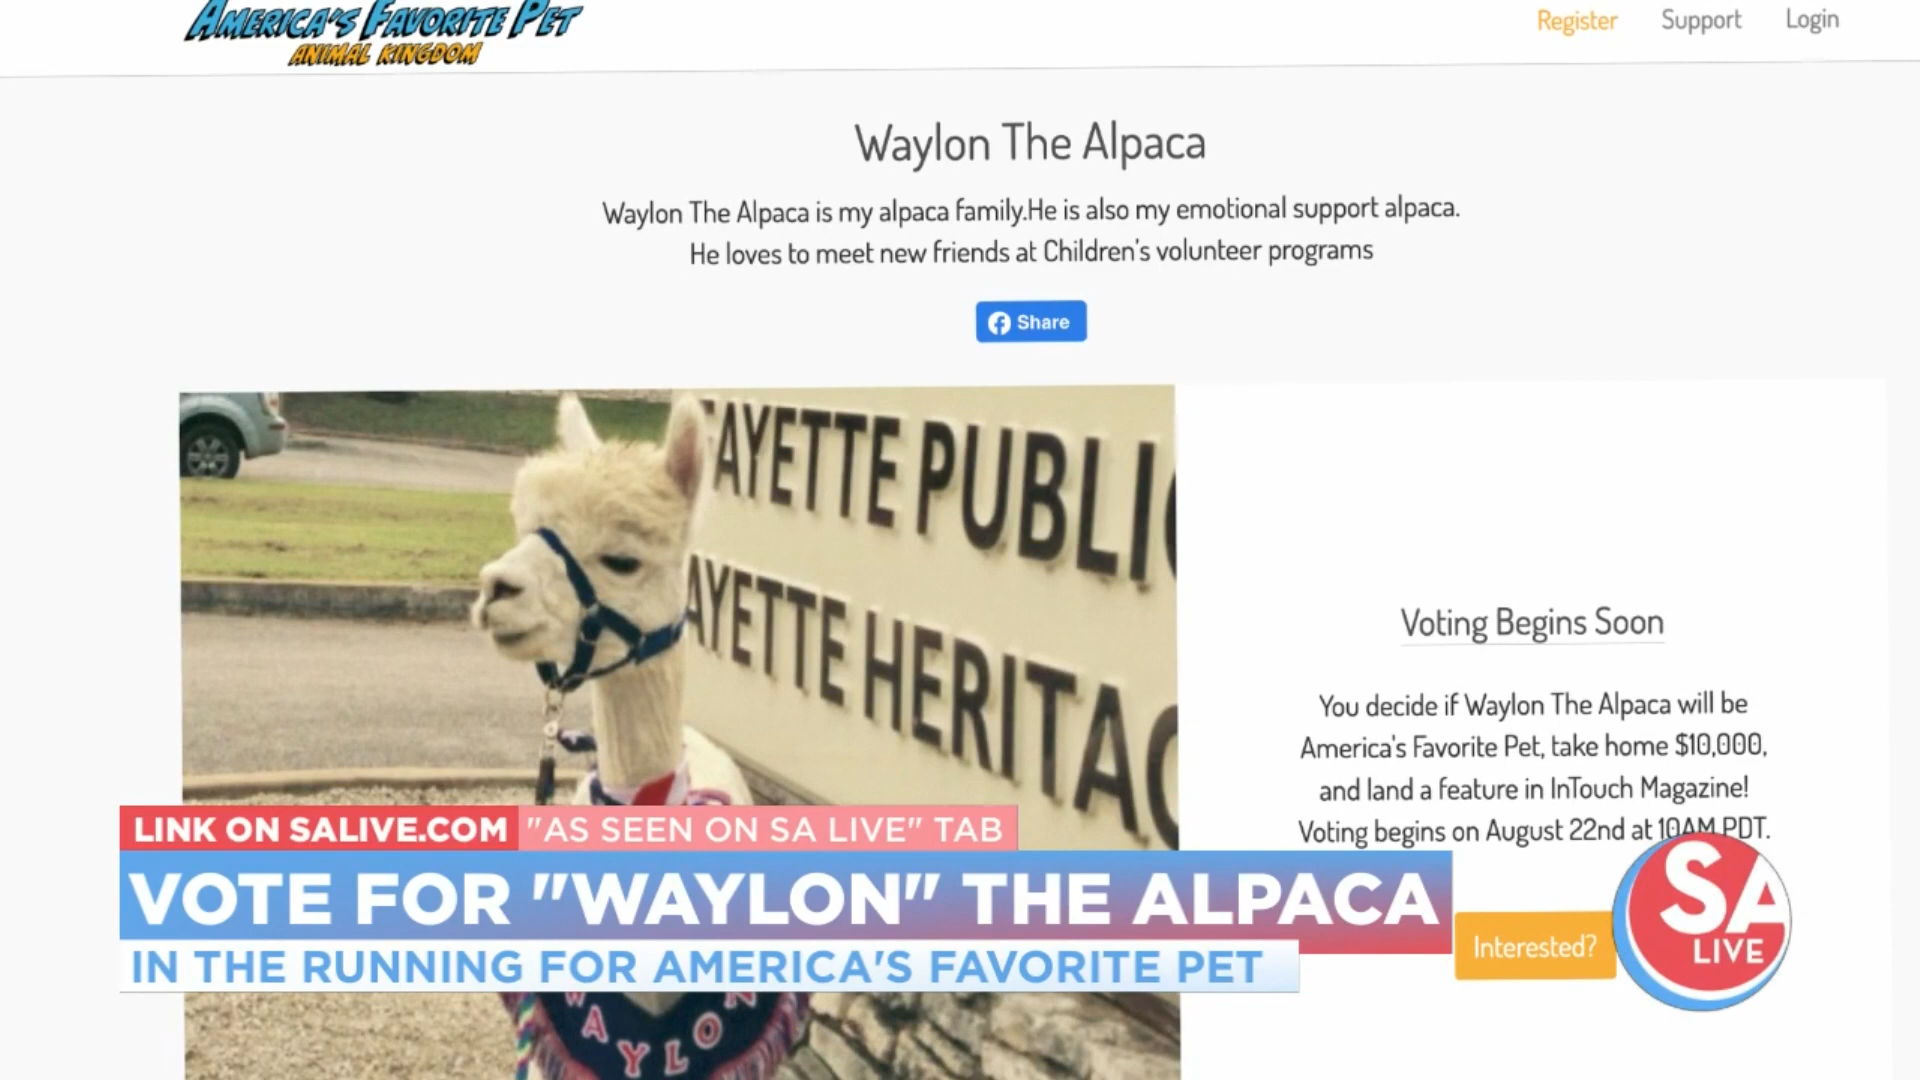 AMERICA'S FAVORITE PET
ANIMAL KINGDOM
Register Support Login
Waylon The Alpaca
Waylon The Alpaca is my alpaca family.He is also my emotional support alpaca.
He loves to meet new friends at Children's volunteer programs
Share
AYETTE PUBLI
AYETTE HERITAG
Voting Begins Soon
You decide if Waylon The Alpaca will be
America's Favorite Pet, take home $10,000,
and land a feature in InTouch Magazine!
Voting begins on August 22nd at 10AM PDT.
LINK ON SALIVE.COM "AS SEEN ON SA LIVE" TAB
VOTE FOR "WAYLON" THE ALPACA
IN THE RUNNING FOR AMERICA'S FAVORITE PET
Interested?
SA
LIVE
WAYLON